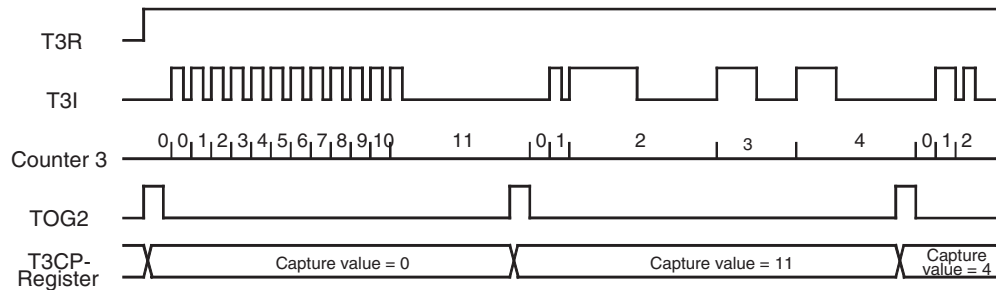 T3R
T3I
Counter 3
0 0 1 2 3 4 5 6 7 8 9 10 11 0 1 2 3 4 0 1 2
TOG2
T3CP-
Register
Capture value = 0
Capture value = 11
Capture
value = 4